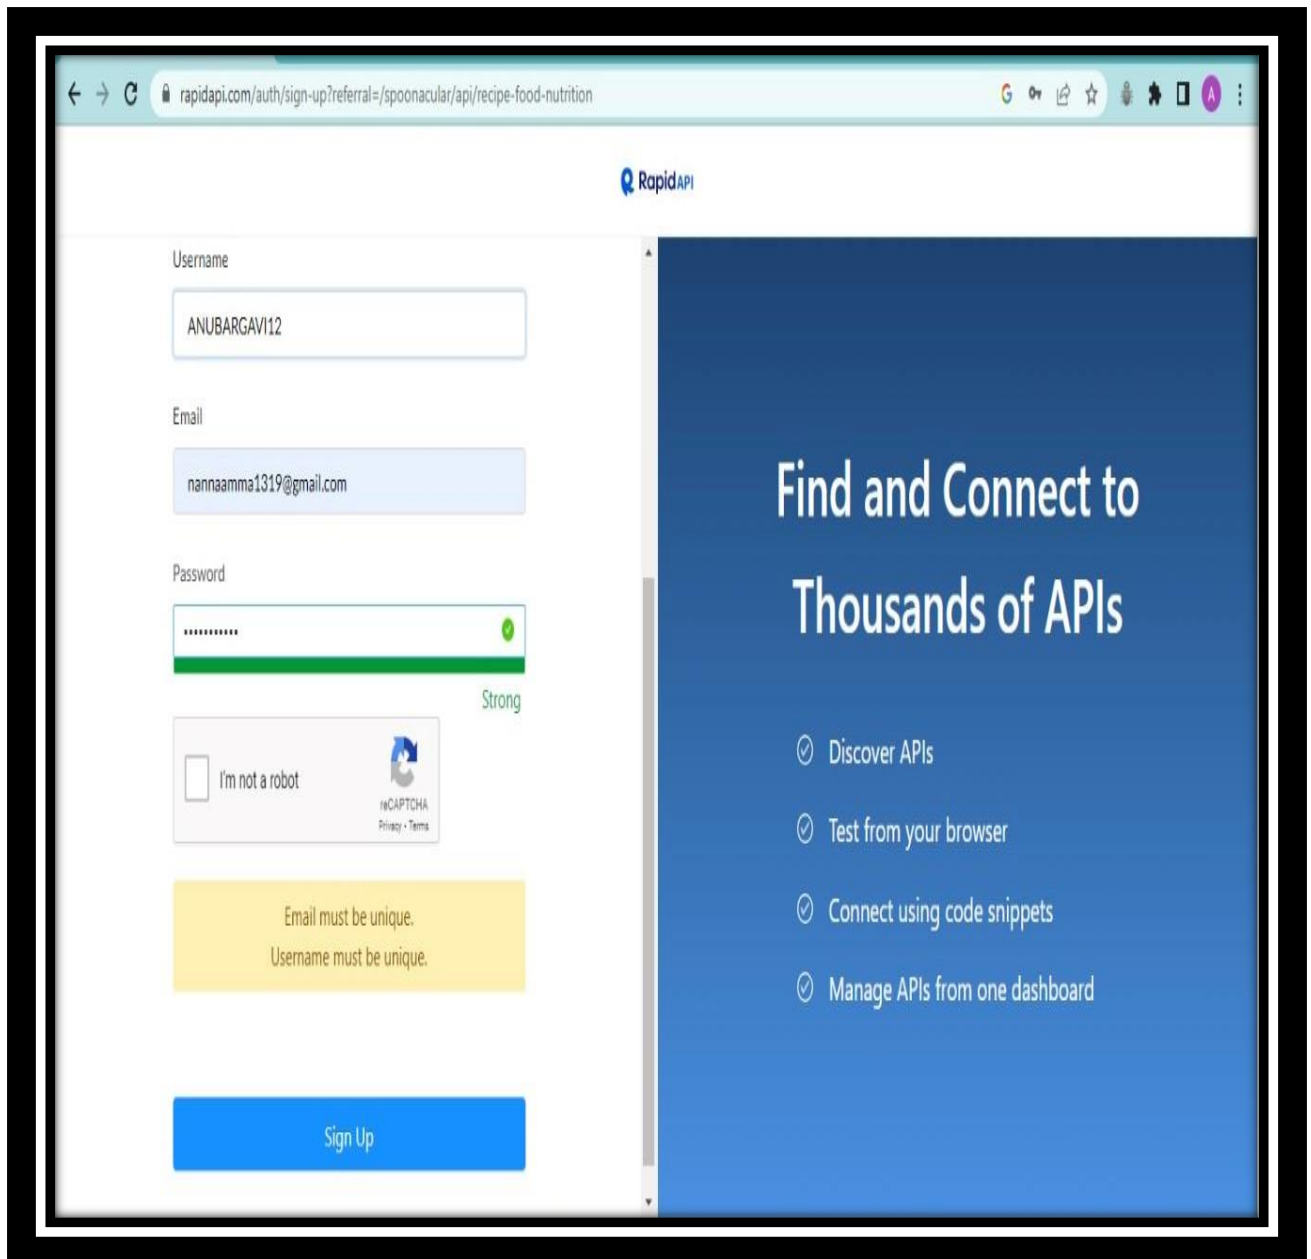 rapidapi.com/auth/sign-up?referral=/spoonacular/api/recipe-food-nutrition
A
Rapid API
Username
ANUBARGAVI12
Email
nannaamma1319@gmail.com
Password
Strong
I'm not a robot
reCAPTCHA
Privacy - Terms
Email must be unique.
Username must be unique.
Sign Up
Find and Connect to
Thousands of APIs
Discover APIs
Test from your browser
Connect using code snippets
Manage APIs from one dashboard